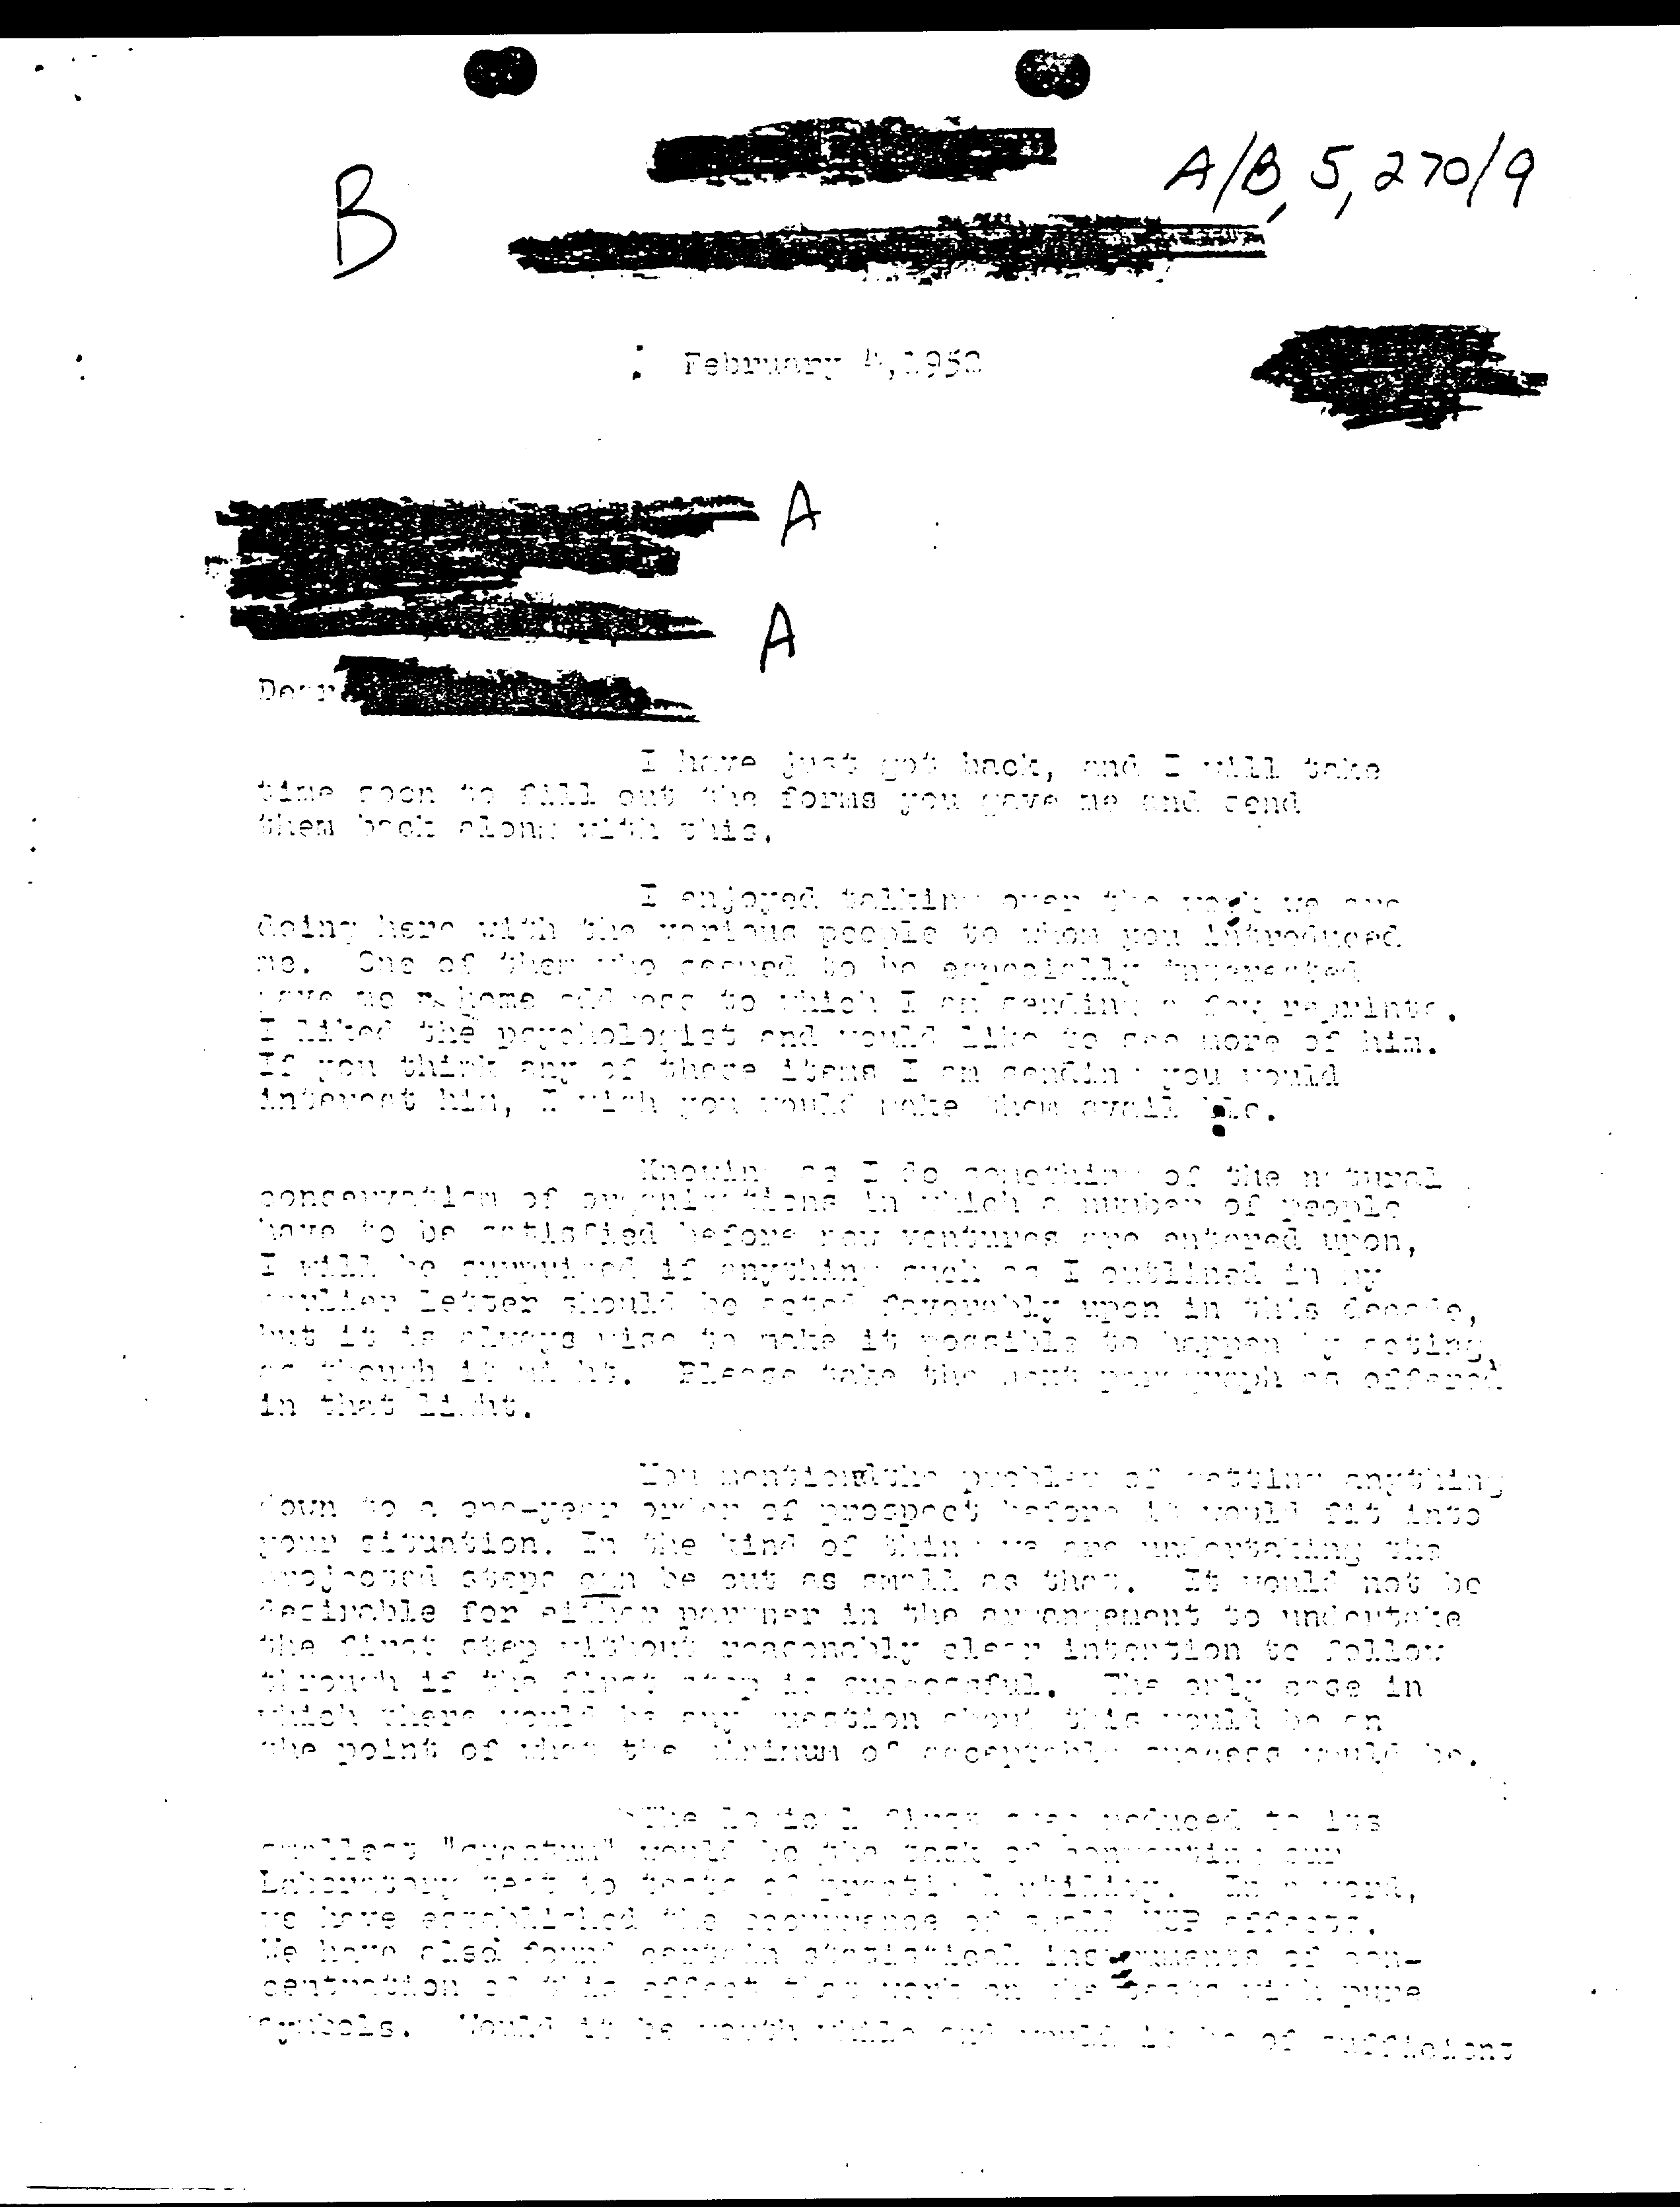 B
A/B, 5, 270/9
February 4, 1952
A
A
Dear
I have just got back, and I will take
time soon to fill out the forms you gave me and send
them back along with this.
I enjoyed talking over the work we are
doing here with the various people to whom you introduced
me. One of them who seemed to be especially interested
gave me a home address to which I am sending a few reprints.
I liked the psychologist and would like to see more of him.
If you think any of these items I am sending you would
interest him, I wish you would make them available.
Knowing as I do something of the natural
conservatism of organizations in which a number of people
have to be satisfied before new ventures are entered upon,
I will be surprised if anything such as I outlined in my
earlier letter should be acted favorably upon in this decade,
but it is always wise to make it possible to happen by acting
as though it might. Please take the next paragraph as offered
in that light.
You mentioned the problem of getting anything
down to a one-year order of prospect before it would fit into
your situation. In the kind of thing we are undertaking the
projected steps can be cut as small as that. It would not be
desirable for either partner in the arrangement to undertake
the first step without reasonably clear intention to follow
through if the first step is successful. The only case in
which there would be any question about this would be on
the point of what the minimum of acceptable success would be.
The logical first step reduced to its
smallest "quantum" would be the task of converting our
Laboratory test to tests of practical utility. In a word,
we have established the occurrence of small ESP effects.
We have also found certain statistical instruments of con-
centration of this effect that work on the tests with pure
symbols. Would it be worth while and would it be of sufficient